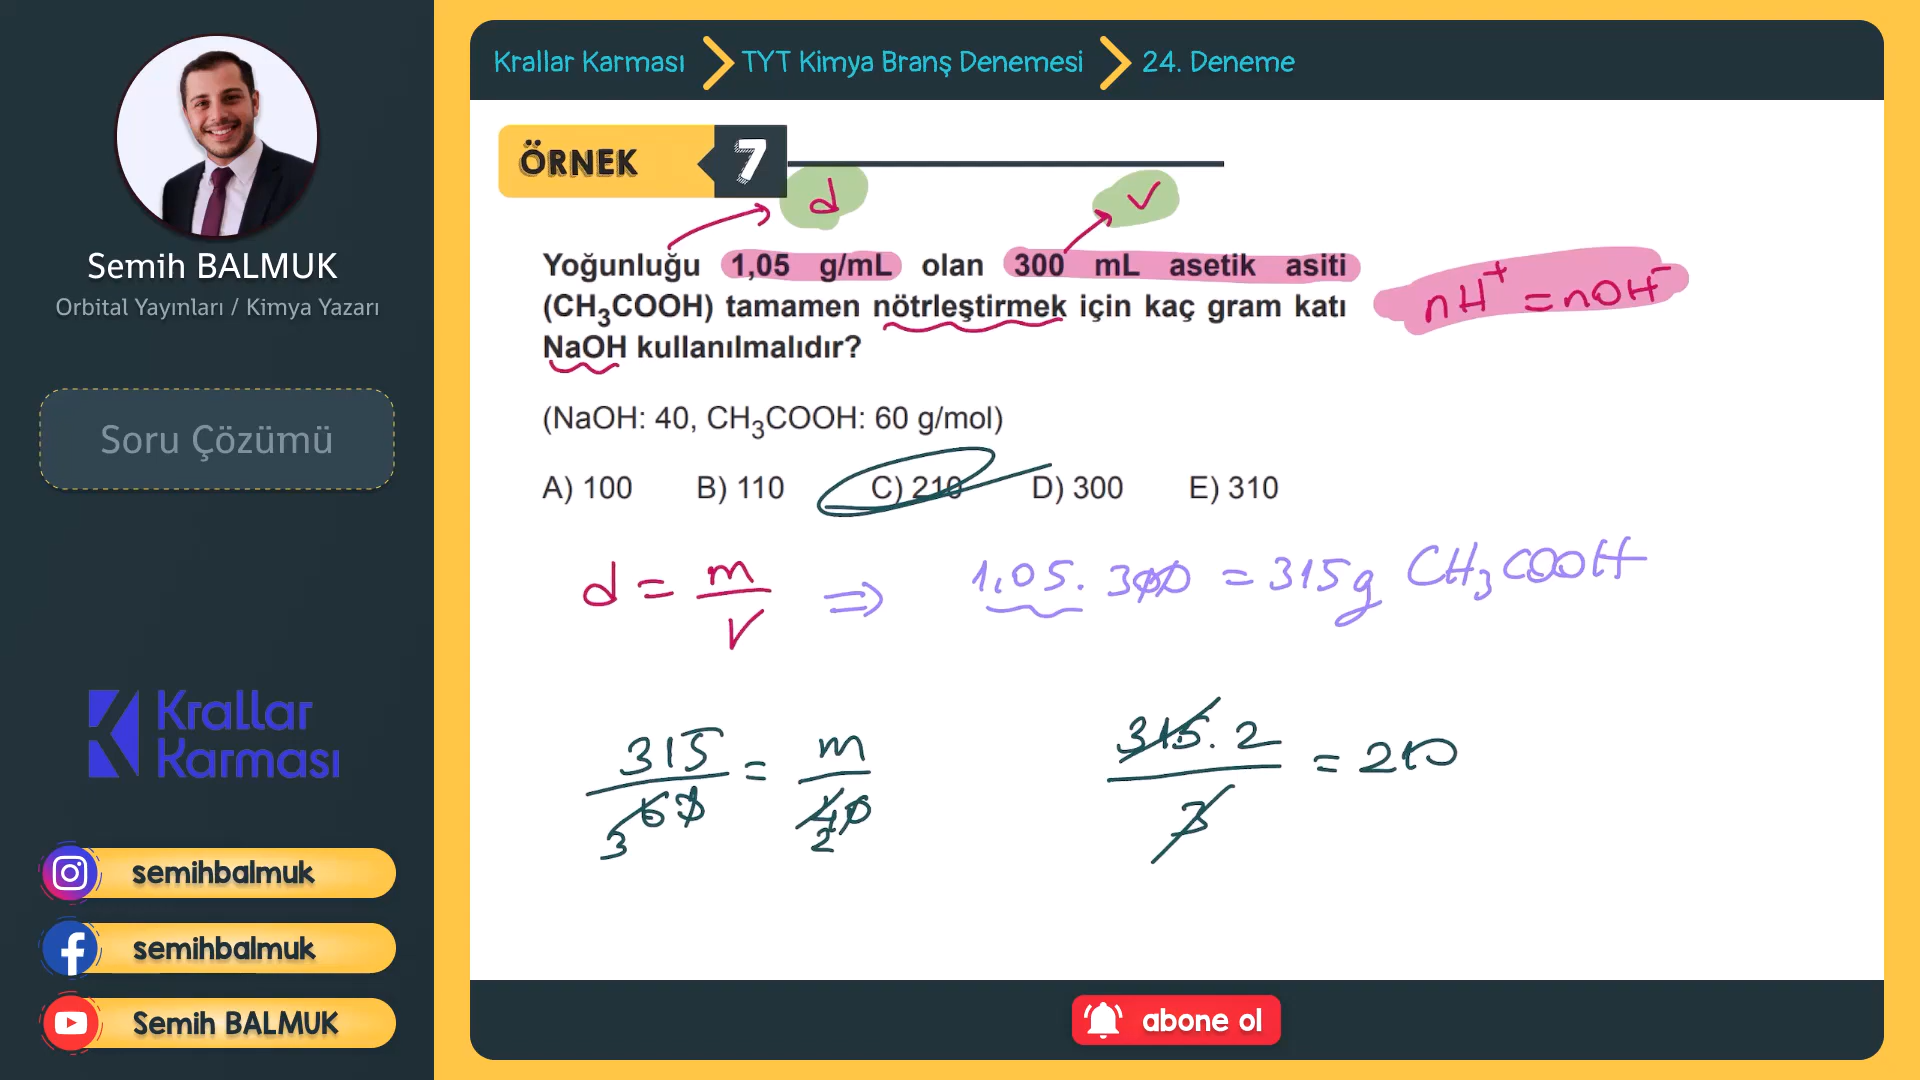 Krallar Karması TYT Kimya Branş Denemesi 24. Deneme
Semih BALMUK
Orbital Yayınları / Kimya Yazarı
Soru Çözümü
Krallar
Karması
semihbalmuk
semihbalmuk
Semih BALMUK
ÖRNEK 7
d V
Yoğunluğu 1,05 g/mL olan 300 mL asetik asiti
(CH₃COOH) tamamen nötrleştirmek için kaç gram katı
NaOH kullanılmalıdır?
nH⁺ = nOH⁻
(NaOH: 40, CH₃COOH: 60 g/mol)
A) 100 B) 110 C) 210 D) 300 E) 310
d = m/V ⇒ 1,05 . 300 = 315g CH₃COOH
315/60 = m/40
3 2
315 . 2 / 3 = 210
abone ol